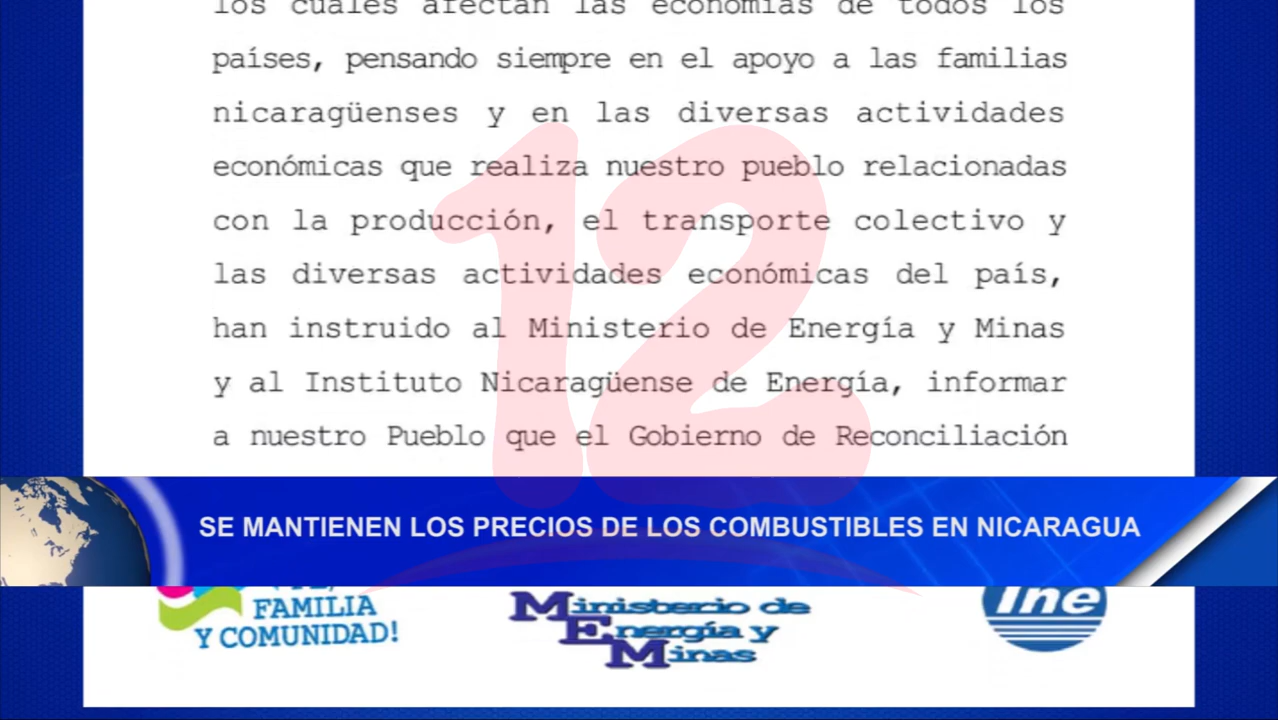 los cuales afectan las economías de todos los
países, pensando siempre en el apoyo a las familias
nicaragüenses y en las diversas actividades
económicas que realiza nuestro pueblo relacionadas
con la producción, el transporte colectivo y
las diversas actividades económicas del país,
han instruido al Ministerio de Energía y Minas
y al Instituto Nicaragüense de Energía, informar
a nuestro Pueblo que el Gobierno de Reconciliación
12
SE MANTIENEN LOS PRECIOS DE LOS COMBUSTIBLES EN NICARAGUA
FAMILIA
Y COMUNIDAD!
Ministerio de
Energía y
Minas
ine